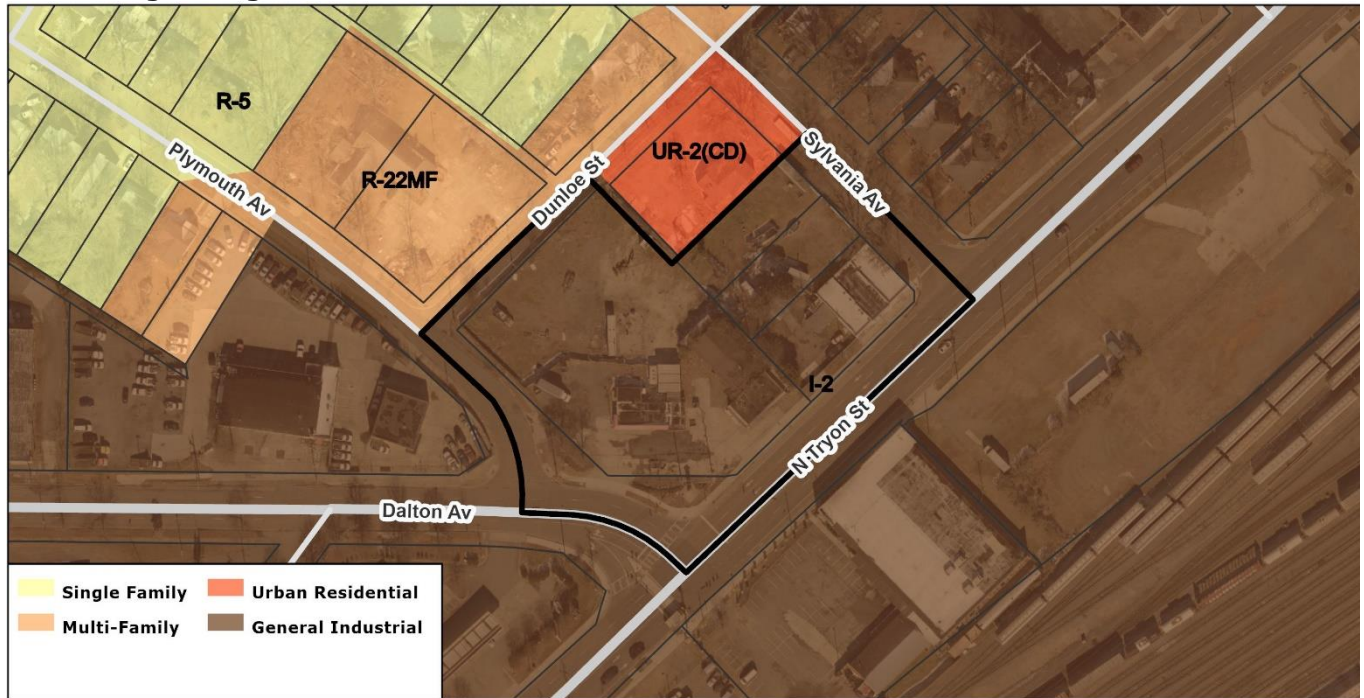 R-5
UR-2(CD)
Sylvania Av
Plymouth Av
R-22MF
Dunloe St
I-2
N Tryon St
Dalton Av
Single Family
Urban Residential
Multi-Family
General Industrial